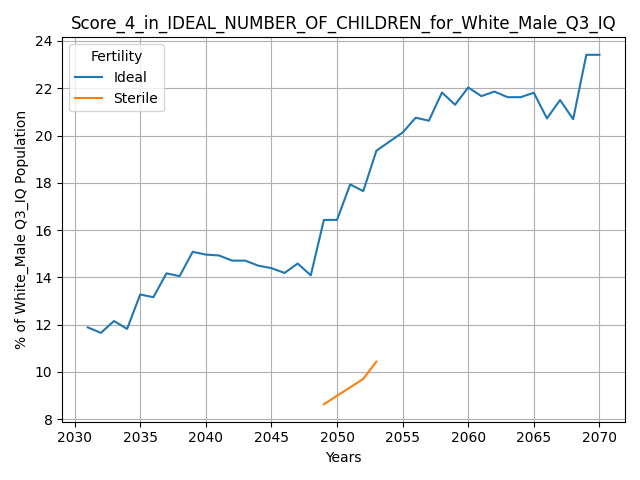 Score_4_in_IDEAL_NUMBER_OF_CHILDREN_for_White_Male_Q3_IQ
% of White_Male Q3_IQ Population
24
22
20
18
16
14
12
10
8
Fertility
Ideal
Sterile
2030 2035 2040 2045 2050 2055 2060 2065 2070
Years